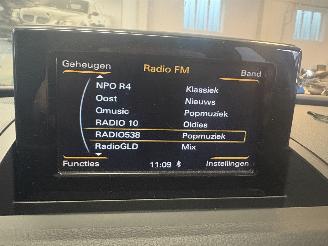 Geheugen Radio FM Band
NPO R4 Klassiek
Oost Nieuws
Qmusic Popmuziek
RADIO 10 Oldies
RADIO538 Popmuziek
RadioGLD Mix
Functies 11:09 Instellingen